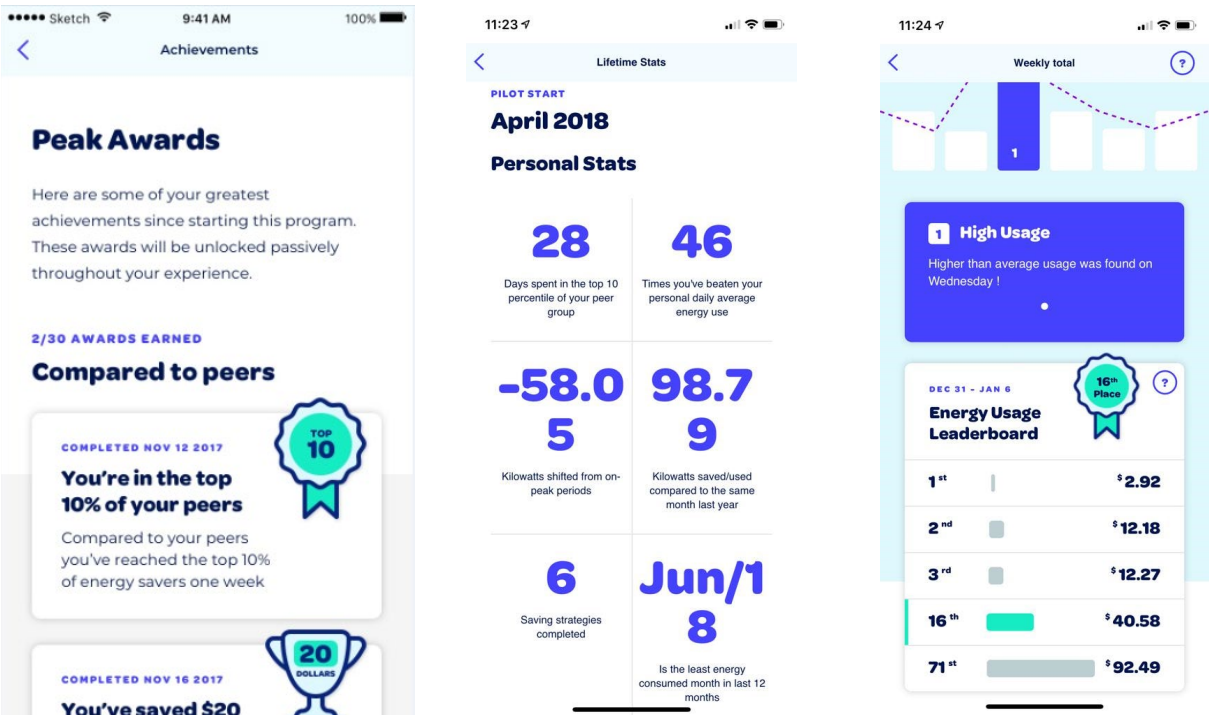 Sketch 9:41 AM 100%
Achievements
Peak Awards
Here are some of your greatest
achievements since starting this program.
These awards will be unlocked passively
throughout your experience.
2/30 AWARDS EARNED
Compared to peers
COMPLETED NOV 12 2017
TOP
10
You're in the top
10% of your peers
Compared to your peers
you've reached the top 10%
of energy savers one week
COMPLETED NOV 16 2017
20
DOLLARS
You've saved $20
11:23
Lifetime Stats
PILOT START
April 2018
Personal Stats
28
Days spent in the top 10
percentile of your peer
group
46
Times you've beaten your
personal daily average
energy use
-58.0
5
Kilowatts shifted from on-
peak periods
98.7
9
Kilowatts saved/used
compared to the same
month last year
6
Saving strategies
completed
Jun/1
8
Is the least energy
consumed month in last 12
months
11:24
Weekly total ?
1
1 High Usage
Higher than average usage was found on
Wednesday !
DEC 31 - JAN 6
Energy Usage
Leaderboard
16th
Place
?
1st $2.92
2nd $12.18
3rd $12.27
16th $40.58
71st $92.49